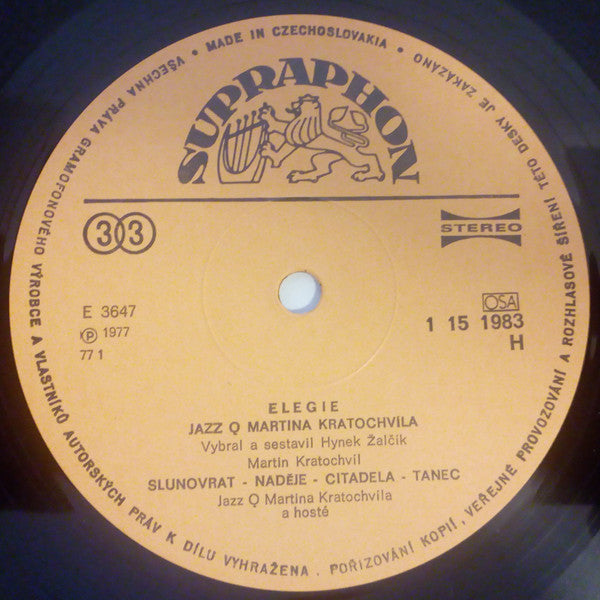 VŠECHNA PRÁVA GRAMOFONOVÉHO VÝROBCE A VLASTNÍKŮ AUTORSKÝCH PRÁV K DÍLU VYHRAŽENA . POŘIZOVÁNÍ KOPIÍ, VEŘEJNÉ PROVOZOVÁNÍ A ROZHLASOVÉ ŠÍŘENÍ TÉTO DESKY JE ZAKÁZÁNO • MADE IN CZECHOSLOVAKIA •
SUPRAPHON
33
STEREO
E 3647
Ⓟ 1977
77 1
OSA
1 15 1983
H
ELEGIE
JAZZ Q MARTINA KRATOCHVÍLA
Vybral a sestavil Hynek Žalčík
Martin Kratochvíl
SLUNOVRAT - NADĚJE - CITADELA - TANEC
Jazz Q Martina Kratochvíla
a hosté